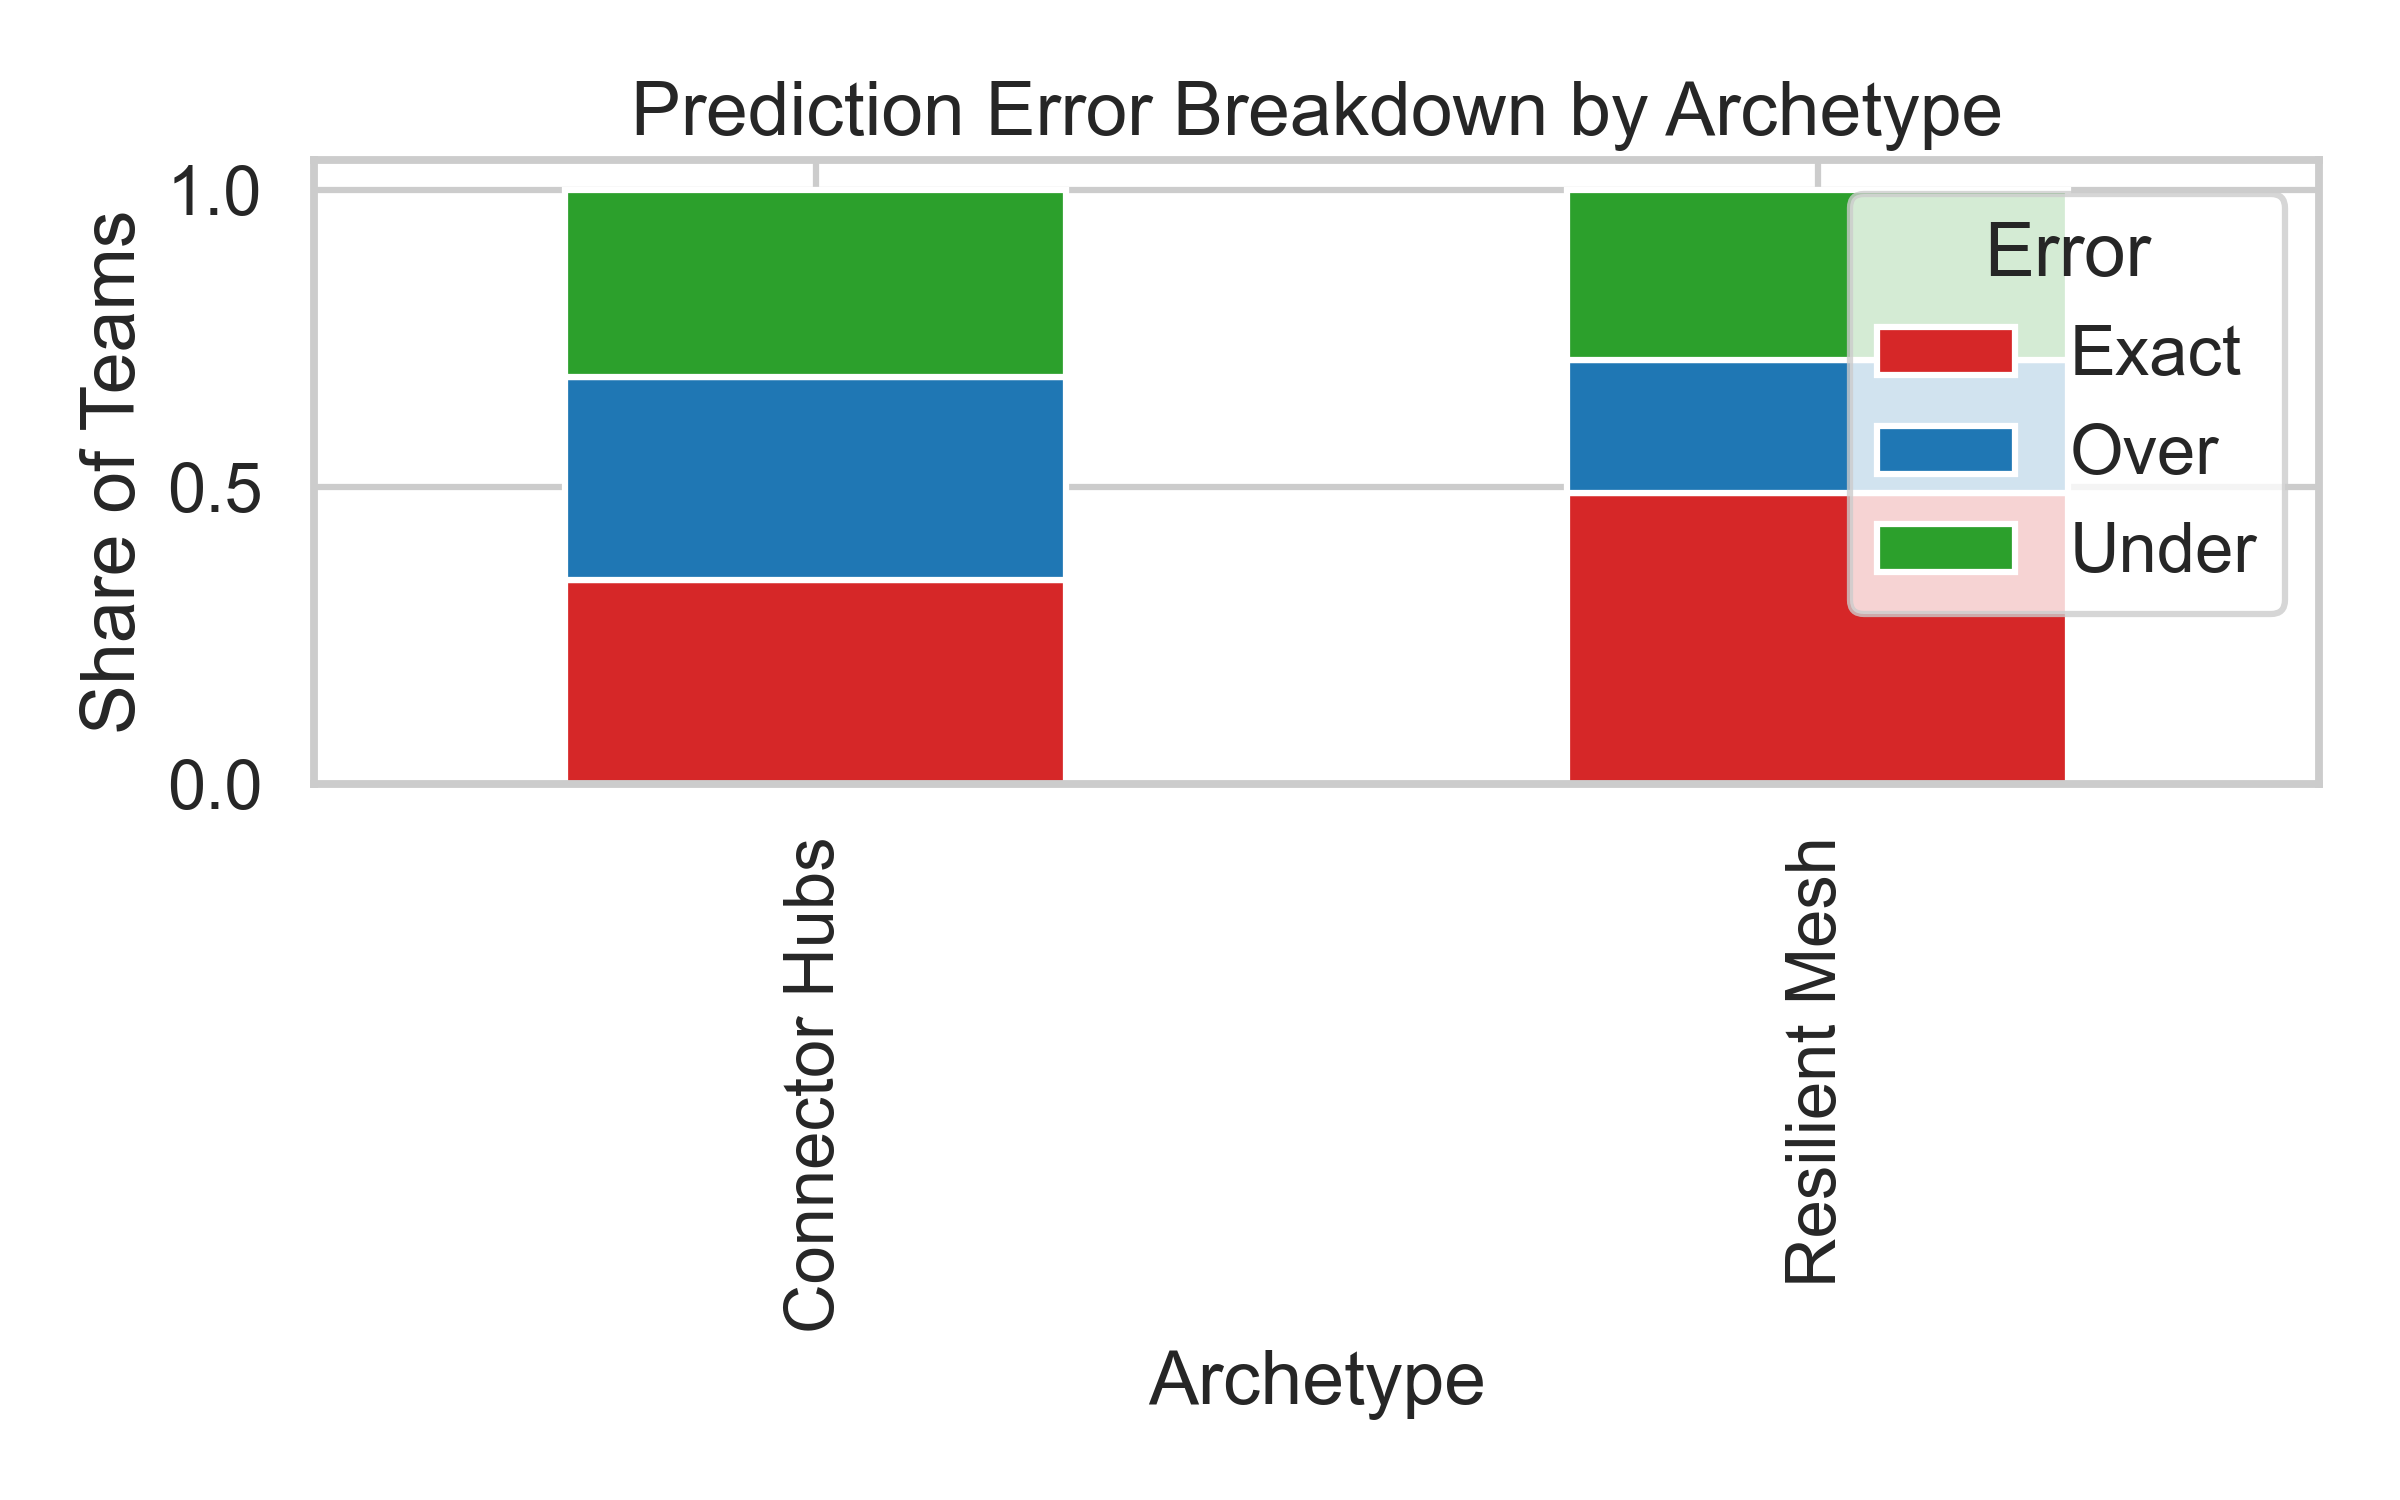 Prediction Error Breakdown by Archetype
Share of Teams
1.0
0.5
0.0
Error
Exact
Over
Under
Connector Hubs
Resilient Mesh
Archetype